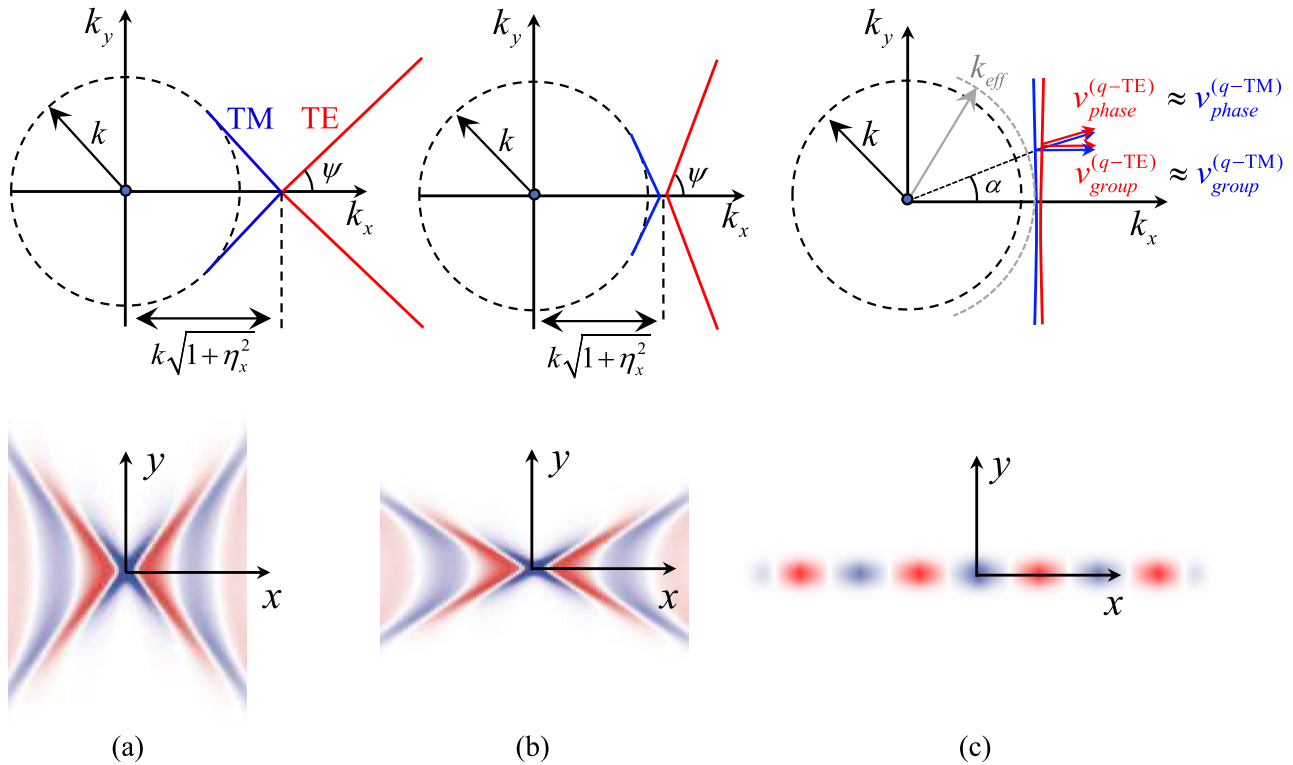 k_y
k
TM
TE
ψ
k_x
k√(1+η_x^2)
k_y
k
ψ
k_x
k√(1+η_x^2)
k_y
k_eff
k
α
k_x
v_phase^(q−TE) ≈ v_phase^(q−TM)
v_group^(q−TE) ≈ v_group^(q−TM)
y
x
y
x
y
x
(a)
(b)
(c)